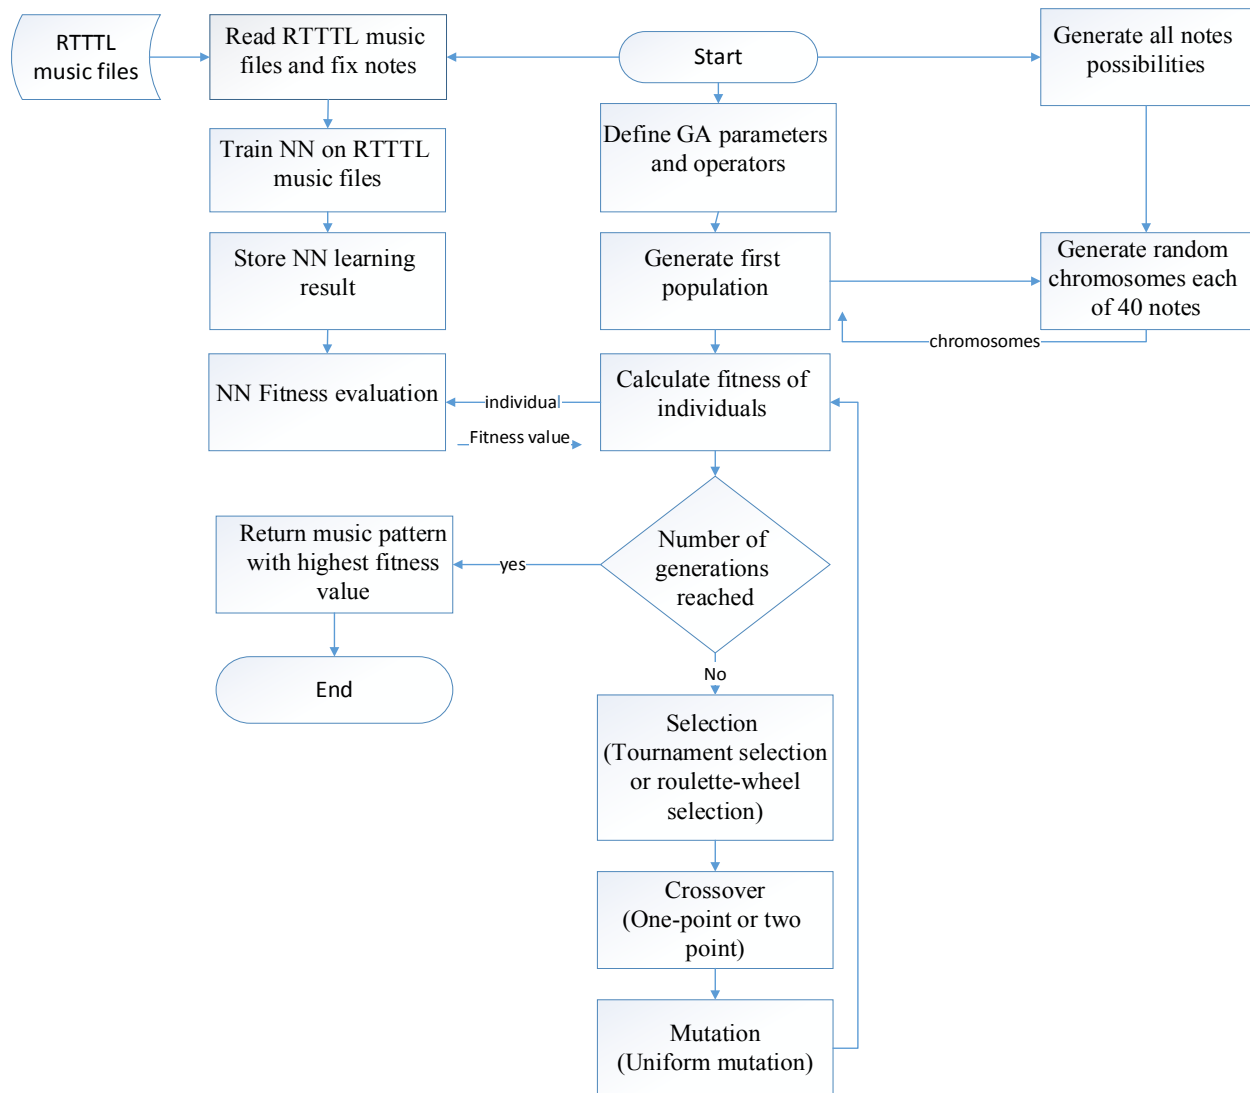 RTTTL
music files
Read RTTTL music
files and fix notes
Start
Generate all notes
possibilities
Train NN on RTTTL
music files
Define GA parameters
and operators
Store NN learning
result
Generate first
population
Generate random
chromosomes each
of 40 notes
chromosomes
NN Fitness evaluation
individual
Calculate fitness of
individuals
Fitness value
Return music pattern
with highest fitness
value
yes
Number of
generations
reached
End
No
Selection
(Tournament selection
or roulette-wheel
selection)
Crossover
(One-point or two
point)
Mutation
(Uniform mutation)